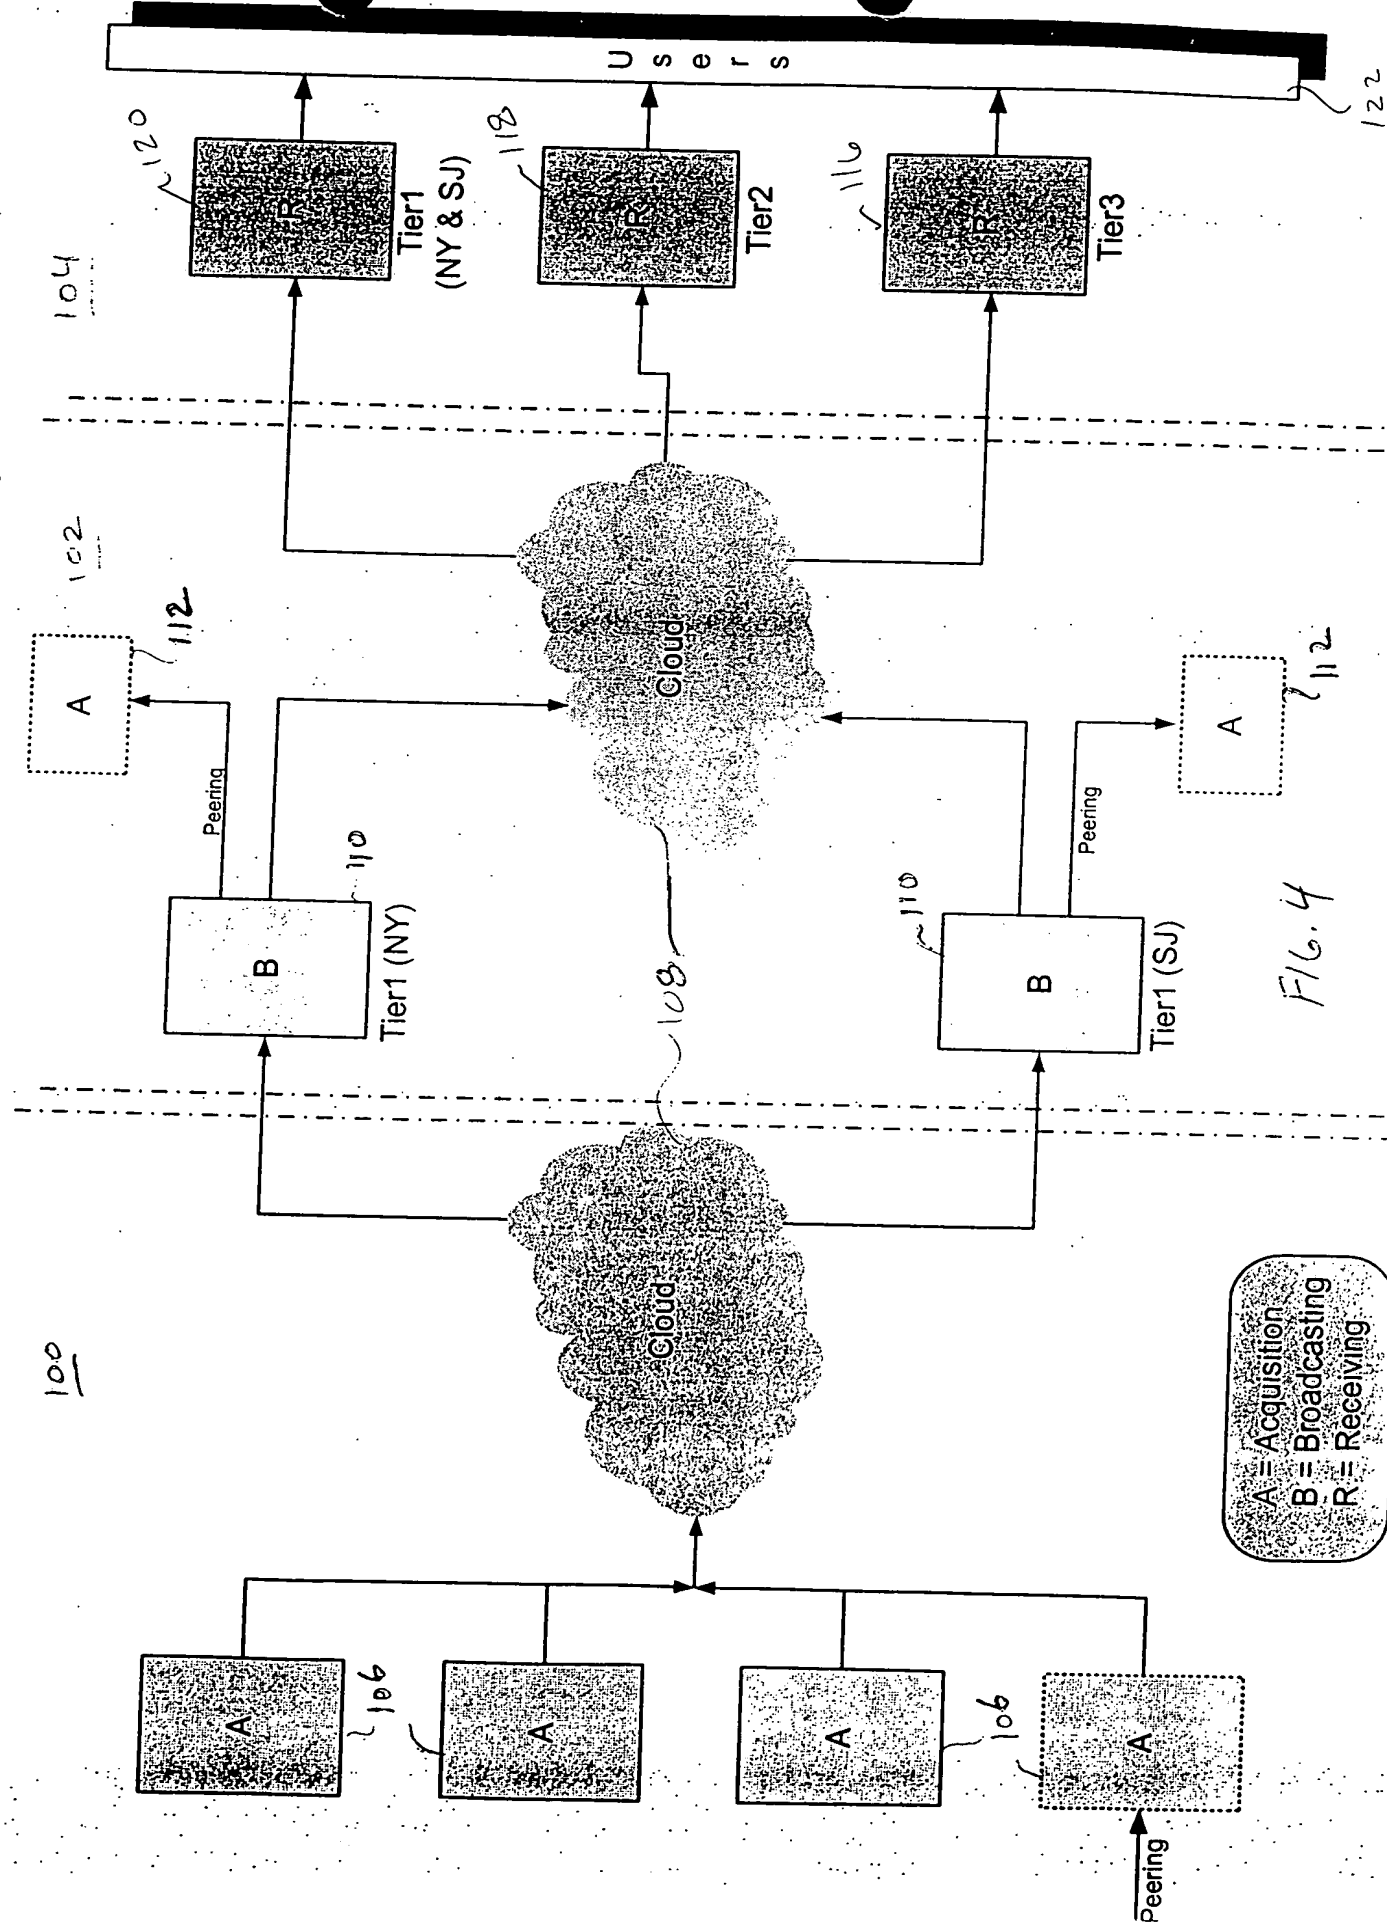 100
102
104
A
106
A
A
106
A
Peering
Cloud
108
B
Tier1 (NY)
110
Peering
A
112
B
Tier1 (SJ)
110
Peering
A
112
Cloud
R
Tier1
(NY & SJ)
120
R
Tier2
118
R
Tier3
116
Users
122
A = Acquisition
B = Broadcasting
R = Receiving
FIG. 4